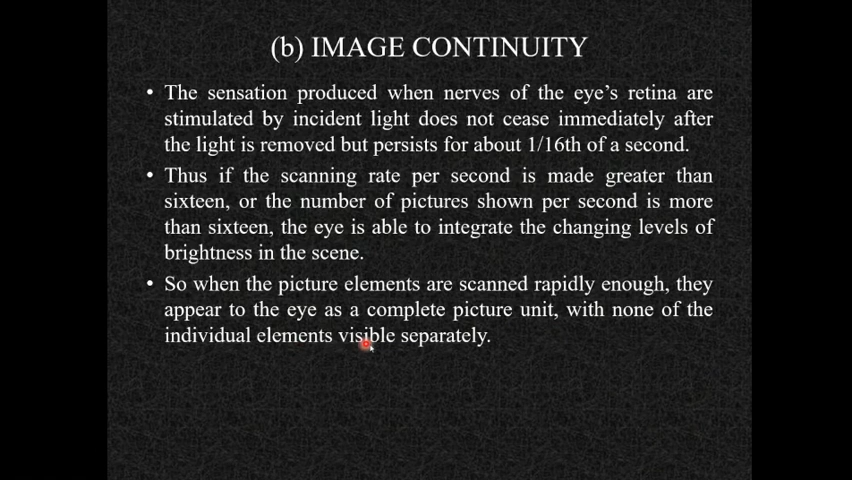 (b) IMAGE CONTINUITY
• The sensation produced when nerves of the eye's retina are
stimulated by incident light does not cease immediately after
the light is removed but persists for about 1/16th of a second.
• Thus if the scanning rate per second is made greater than
sixteen, or the number of pictures shown per second is more
than sixteen, the eye is able to integrate the changing levels of
brightness in the scene.
• So when the picture elements are scanned rapidly enough, they
appear to the eye as a complete picture unit, with none of the
individual elements visible separately.